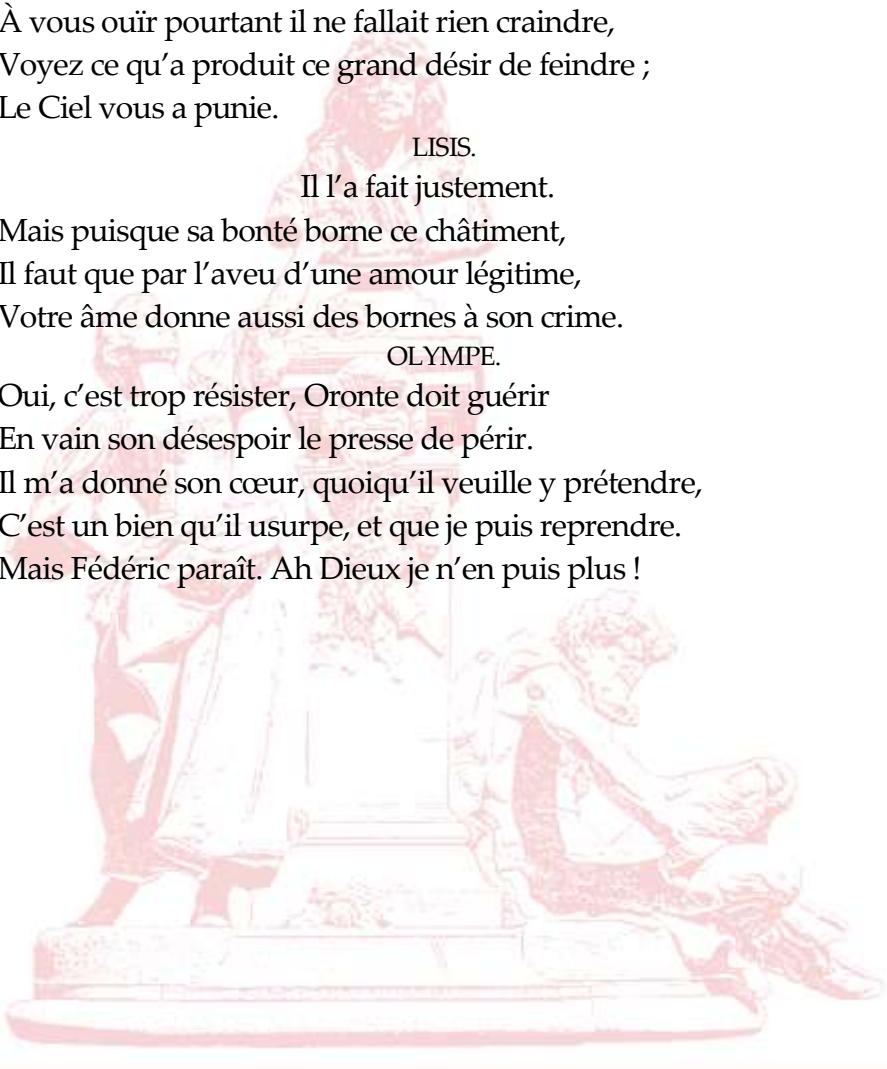 À vous ouïr pourtant il ne fallait rien craindre,
Voyez ce qu'a produit ce grand désir de feindre ;
Le Ciel vous a punie.
LISIS.
Il l'a fait justement.
Mais puisque sa bonté borne ce châtiment,
Il faut que par l'aveu d'une amour légitime,
Votre âme donne aussi des bornes à son crime.
OLYMPE.
Oui, c'est trop résister, Oronte doit guérir
En vain son désespoir le presse de périr.
Il m'a donné son cœur, quoiqu'il veuille y prétendre,
C'est un bien qu'il usurpe, et que je puis reprendre.
Mais Fédéric paraît. Ah Dieux je n'en puis plus !